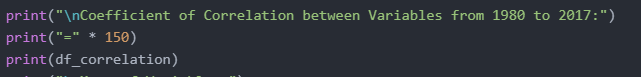 print("\nCoefficient of Correlation between Variables from 1980 to 2017:")
print("=" * 150)
print(df_correlation)